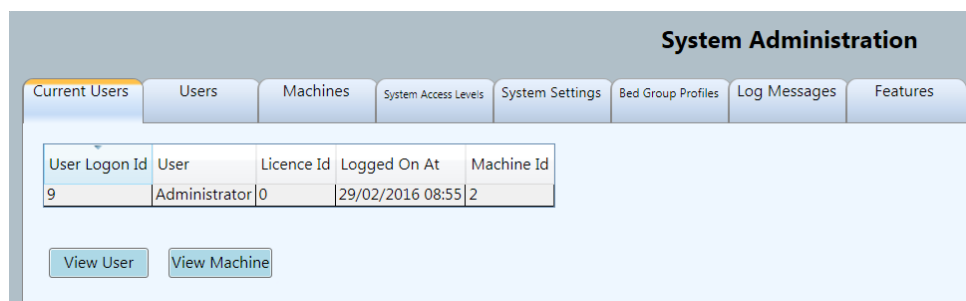 System Administration
Current Users Users Machines System Access Levels System Settings Bed Group Profiles Log Messages Features
User Logon Id User Licence Id Logged On At Machine Id
9 Administrator 0 29/02/2016 08:55 2
View User View Machine